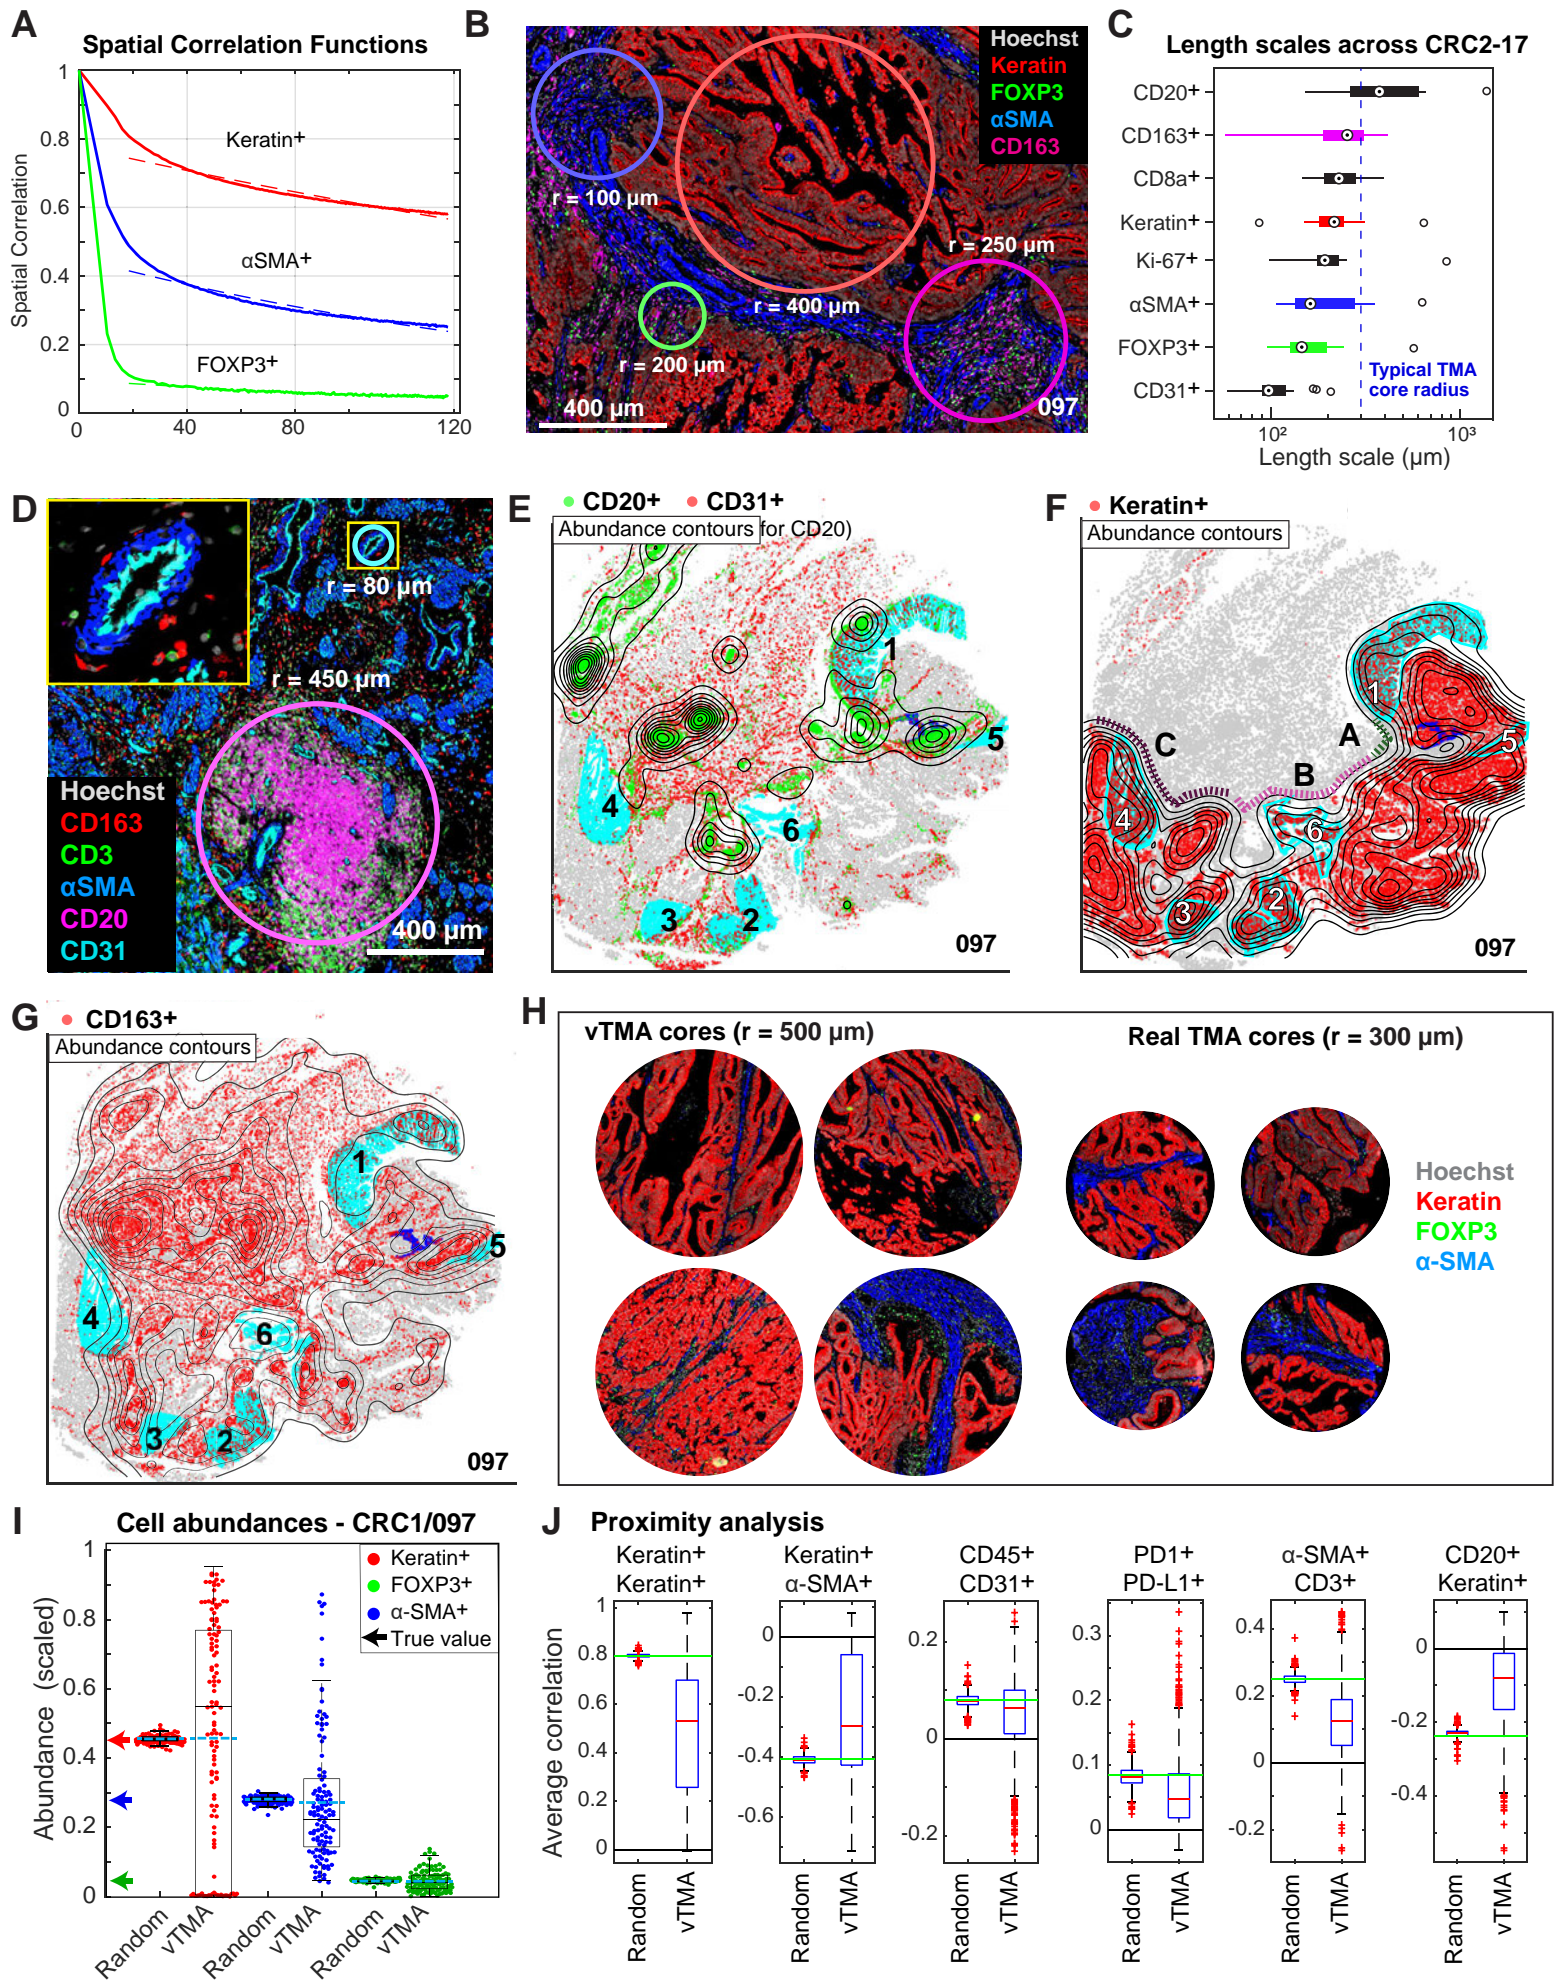 A
Spatial Correlation Functions
1
0.8
0.6
0.4
0.2
0
Spatial Correlation
Keratin+
αSMA+
FOXP3+
0
40
80
120
B
Hoechst
Keratin
FOXP3
αSMA
CD163
r = 100 µm
r = 250 µm
r = 400 µm
r = 200 µm
400 µm
097
C
Length scales across CRC2-17
CD20+
CD163+
CD8a+
Keratin+
Ki-67+
αSMA+
FOXP3+
CD31+
Typical TMA
core radius
10²
10³
Length scale (µm)
D
r = 80 µm
r = 450 µm
Hoechst
CD163
CD3
αSMA
CD20
CD31
400 µm
E
CD20+ CD31+
Abundance contours for CD20)
1
5
4
6
3
2
097
F
Keratin+
Abundance contours
1
A
5
C
B
4
6
2
3
097
G
CD163+
Abundance contours
1
5
4
6
3
2
097
H
vTMA cores (r = 500 µm)
Real TMA cores (r = 300 µm)
Hoechst
Keratin
FOXP3
α-SMA
I
Cell abundances - CRC1/097
1
0.8
0.6
0.4
0.2
0
Abundance (scaled)
Keratin+
FOXP3+
α-SMA+
True value
Random
vTMA
Random
vTMA
Random
vTMA
J
Proximity analysis
Average correlation
Keratin+
Keratin+
1
0.8
0.6
0.4
0.2
0
Random
vTMA
Keratin+
α-SMA+
0
-0.2
-0.4
-0.6
Random
vTMA
CD45+
CD31+
0.2
0
-0.2
Random
vTMA
PD1+
PD-L1+
0.3
0.2
0.1
0
Random
vTMA
α-SMA+
CD3+
0.4
0.2
0
-0.2
Random
vTMA
CD20+
Keratin+
0
-0.2
-0.4
Random
vTMA